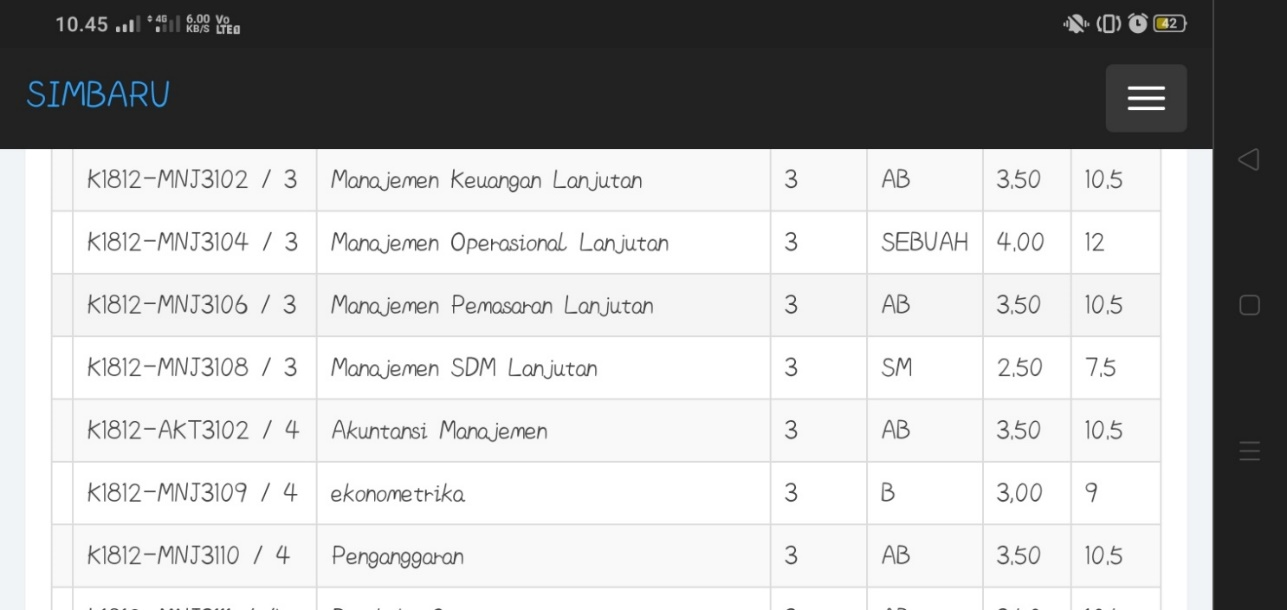 10.45 4G 6.00 KB/S Vo LTE 42
SIMBARU
K1812-MNJ3102 / 3 Manajemen Keuangan Lanjutan 3 AB 3,50 10,5
K1812-MNJ3104 / 3 Manajemen Operasional Lanjutan 3 SEBUAH 4,00 12
K1812-MNJ3106 / 3 Manajemen Pemasaran Lanjutan 3 AB 3,50 10,5
K1812-MNJ3108 / 3 Manajemen SDM Lanjutan 3 SM 2,50 7,5
K1812-AKT3102 / 4 Akuntansi Manajemen 3 AB 3,50 10,5
K1812-MNJ3109 / 4 ekonometrika 3 B 3,00 9
K1812-MNJ3110 / 4 Penganggaran 3 AB 3,50 10,5